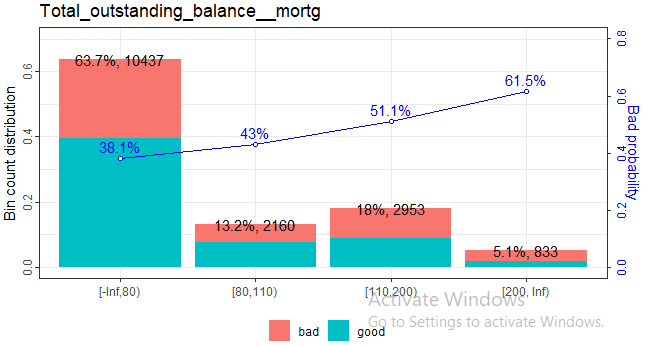 Total_outstanding_balance__mortg
Bin count distribution
0.0
0.2
0.4
0.6
63.7%, 10437
13.2%, 2160
18%, 2953
5.1%, 833
38.1%
43%
51.1%
61.5%
0.0
0.2
0.4
0.6
0.8
Bad probability
[-Inf,80)
[80,110)
[110,200)
[200, Inf)
Activate Windows
Go to Settings to activate Windows.
bad
good